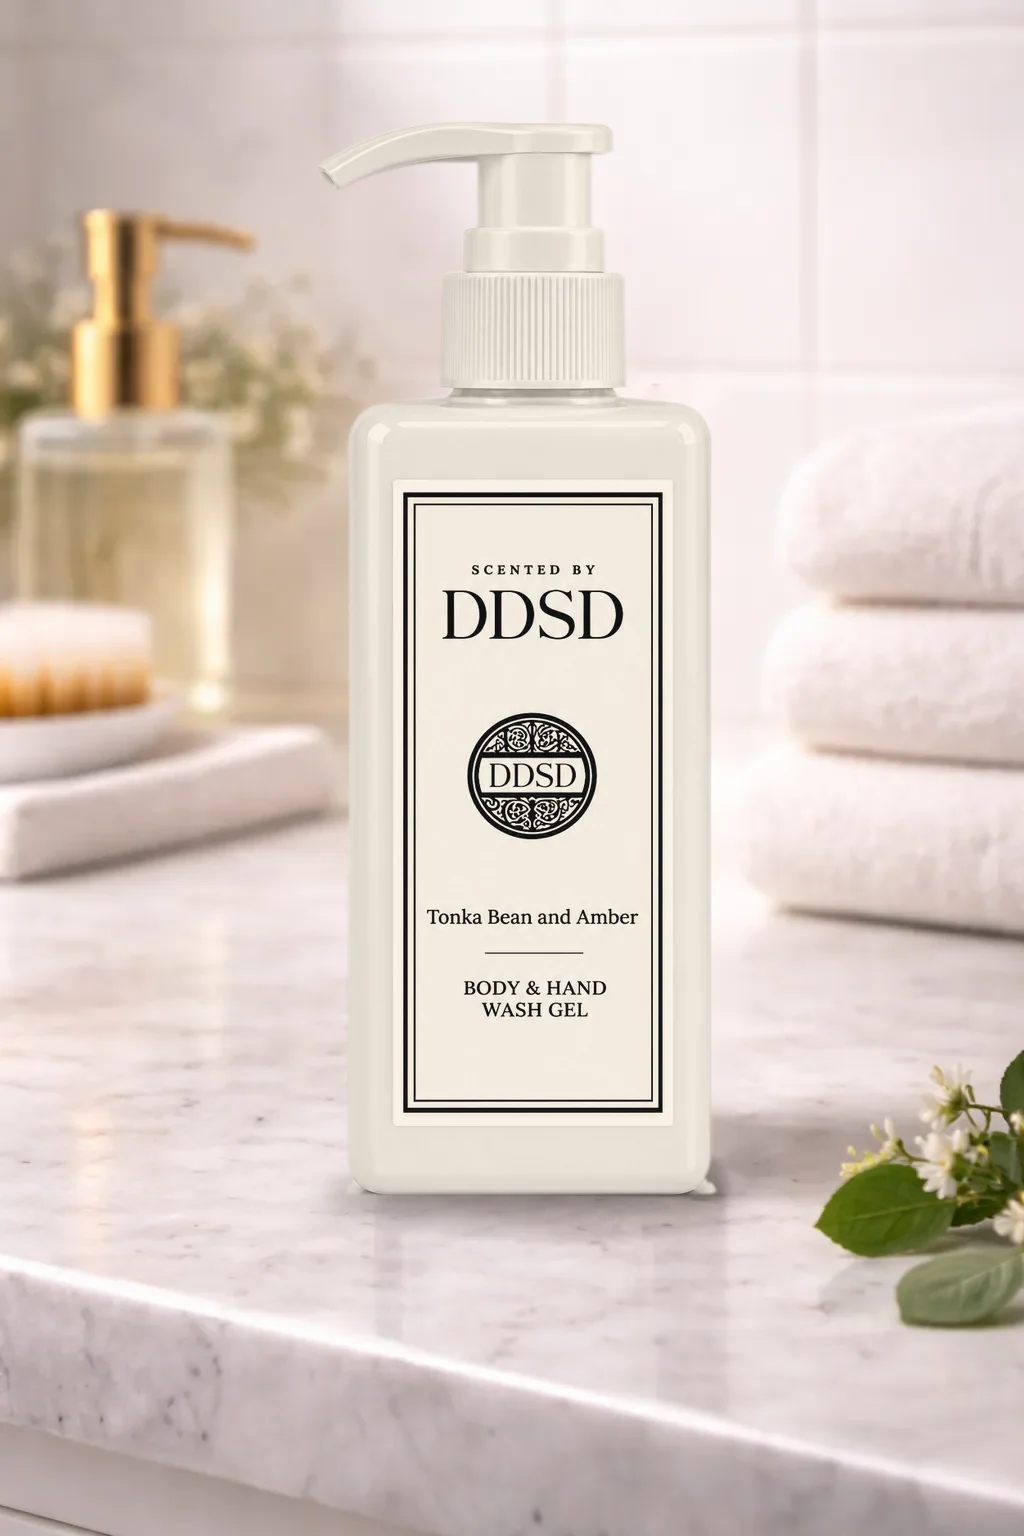 SCENTED BY
DDSD
DDSD
Tonka Bean and Amber
BODY & HAND
WASH GEL